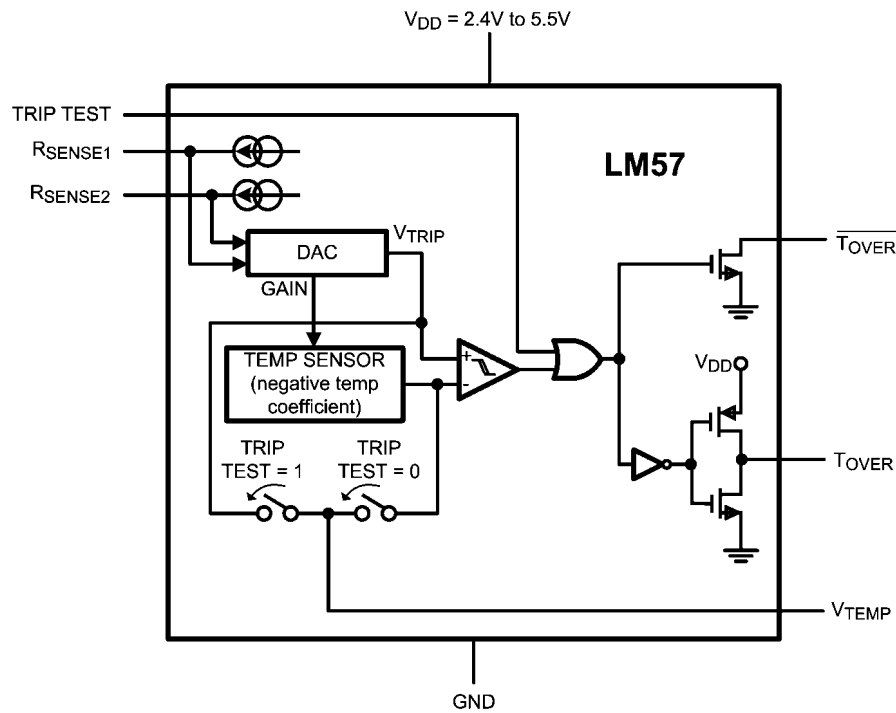 V_DD = 2.4V to 5.5V
TRIP TEST
R_SENSE1
R_SENSE2
LM57
DAC
V_TRIP
GAIN
T_OVER
TEMP SENSOR
(negative temp
coefficient)
+
-
V_DD
TRIP
TEST = 1
TRIP
TEST = 0
T_OVER
V_TEMP
GND